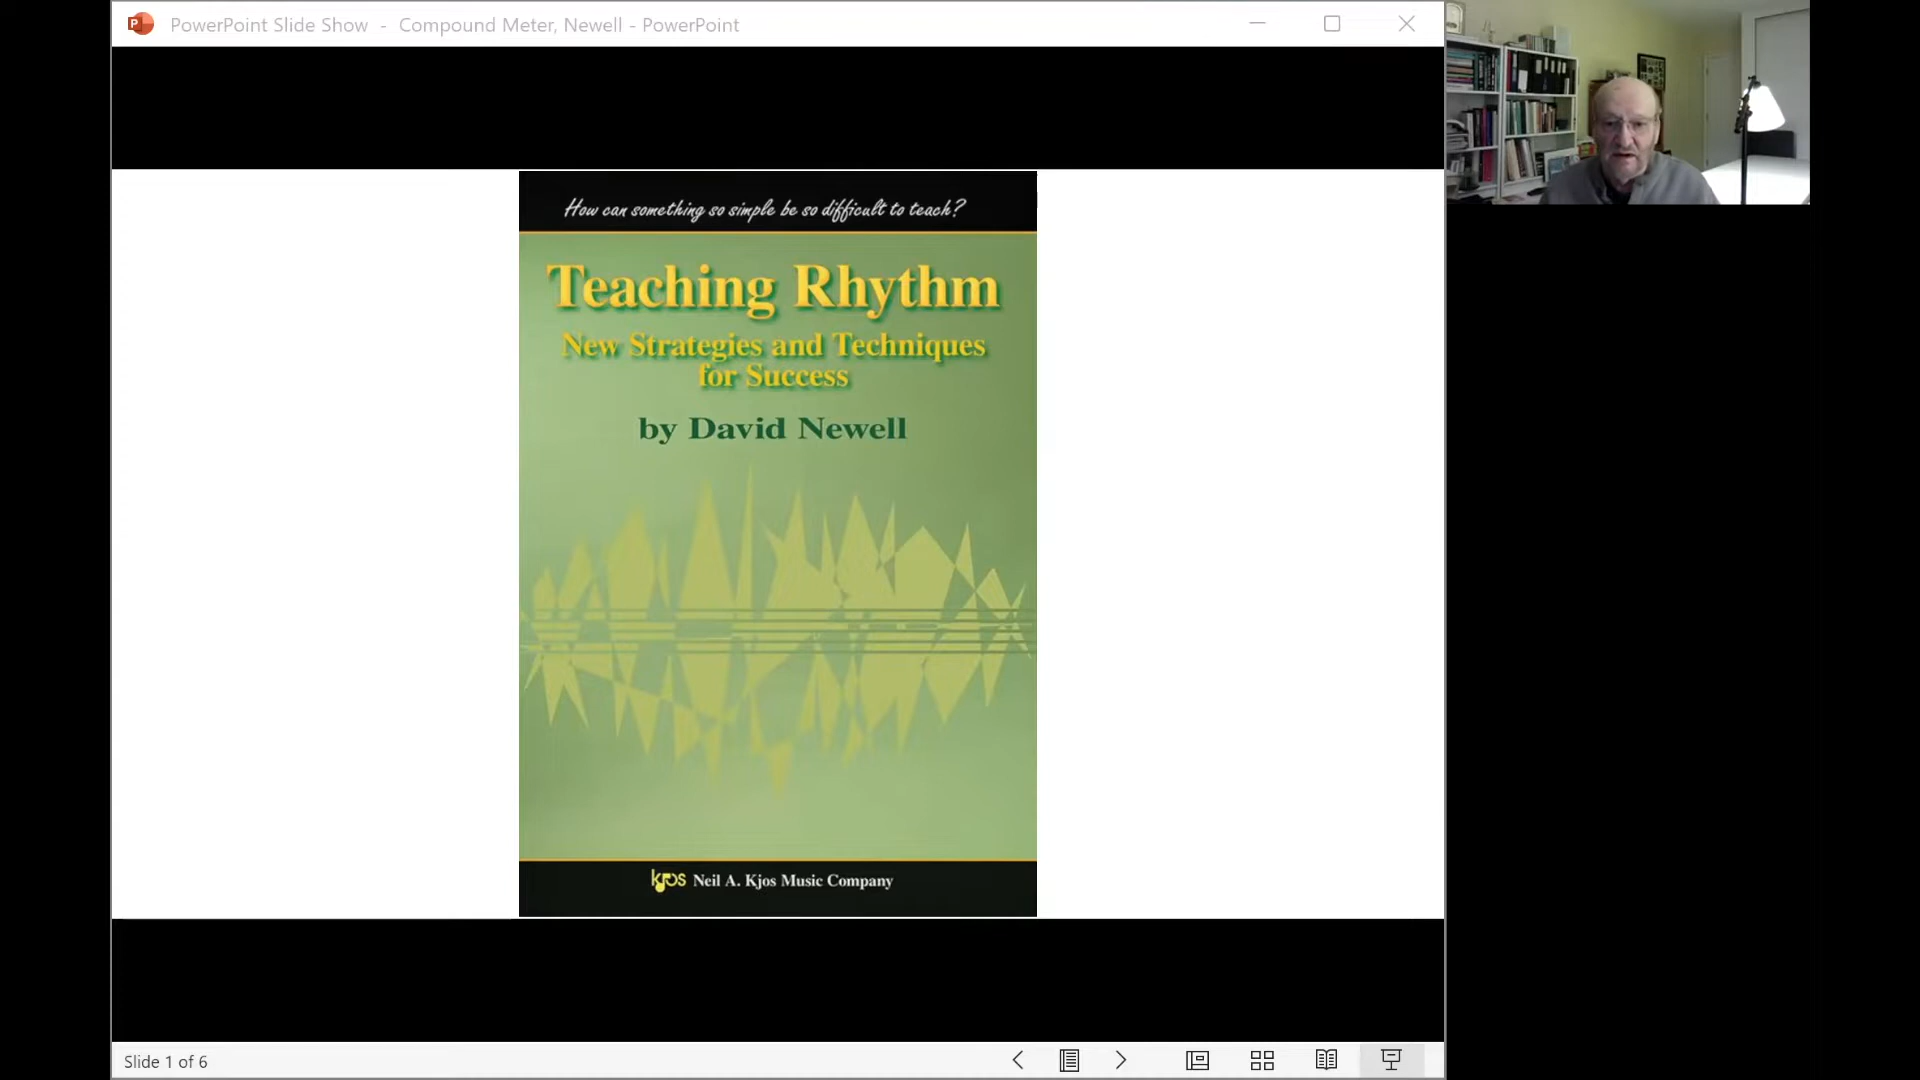 PowerPoint Slide Show - Compound Meter, Newell - PowerPoint
How can something so simple be so difficult to teach?
Teaching Rhythm
New Strategies and Techniques
for Success
by David Newell
kjos Neil A. Kjos Music Company
Slide 1 of 6